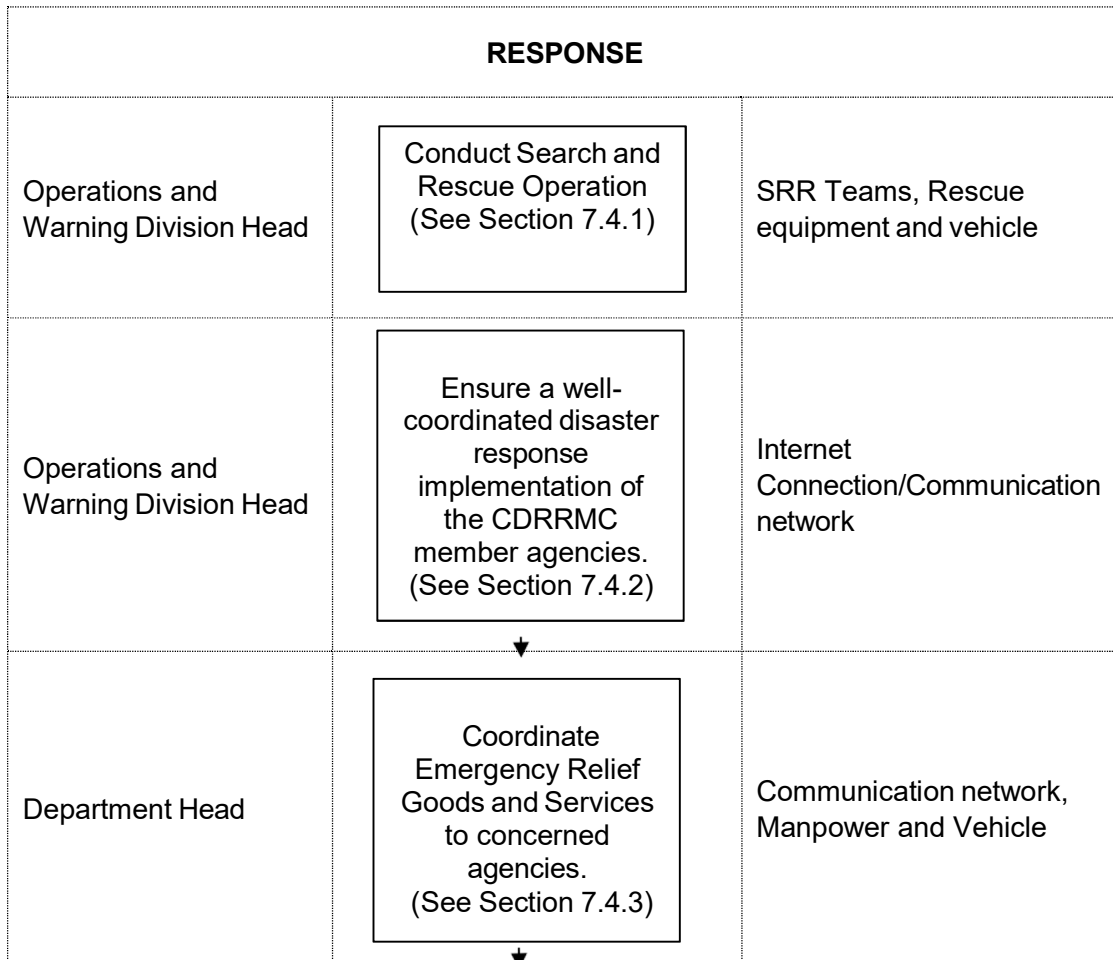 RESPONSE
Operations and
Warning Division Head
Conduct Search and
Rescue Operation
(See Section 7.4.1)
SRR Teams, Rescue
equipment and vehicle
Operations and
Warning Division Head
Ensure a well-
coordinated disaster
response
implementation of
the CDRRMC
member agencies.
(See Section 7.4.2)
Internet
Connection/Communication
network
Department Head
Coordinate
Emergency Relief
Goods and Services
to concerned
agencies.
(See Section 7.4.3)
Communication network,
Manpower and Vehicle